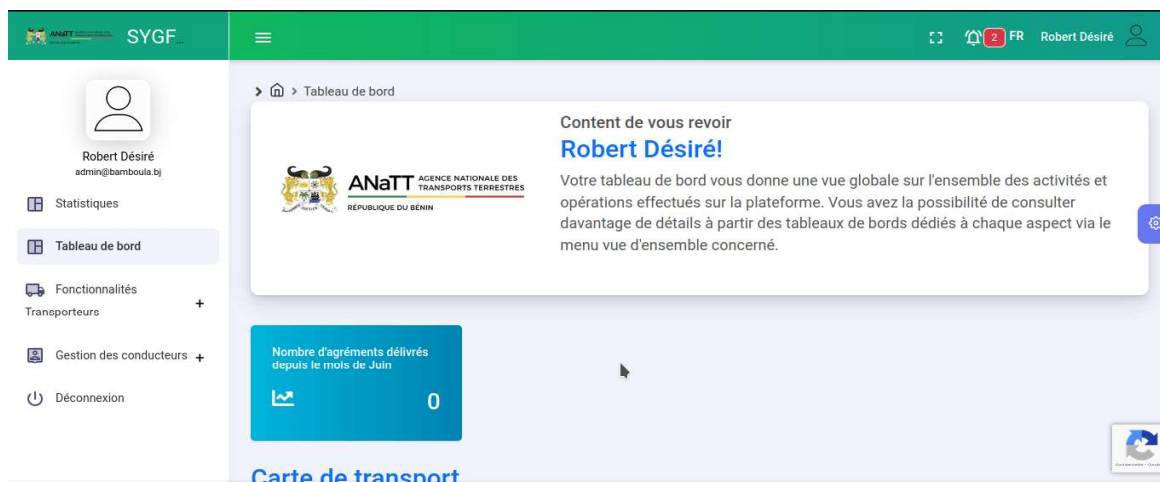 ANaTT
SYGF...
2
FR
Robert Désiré
Robert Désiré
admin@bamboula.bj
Statistiques
Tableau de bord
Fonctionnalités
Transporteurs
+
Gestion des conducteurs +
Déconnexion
> > Tableau de bord
ANaTT
AGENCE NATIONALE DES
TRANSPORTS TERRESTRES
RÉPUBLIQUE DU BÉNIN
Content de vous revoir
Robert Désiré!
Votre tableau de bord vous donne une vue globale sur l'ensemble des activités et
opérations effectués sur la plateforme. Vous avez la possibilité de consulter
davantage de détails à partir des tableaux de bords dédiés à chaque aspect via le
menu vue d'ensemble concerné.
Nombre d'agréments délivrés
depuis le mois de Juin
0
Carte de transport